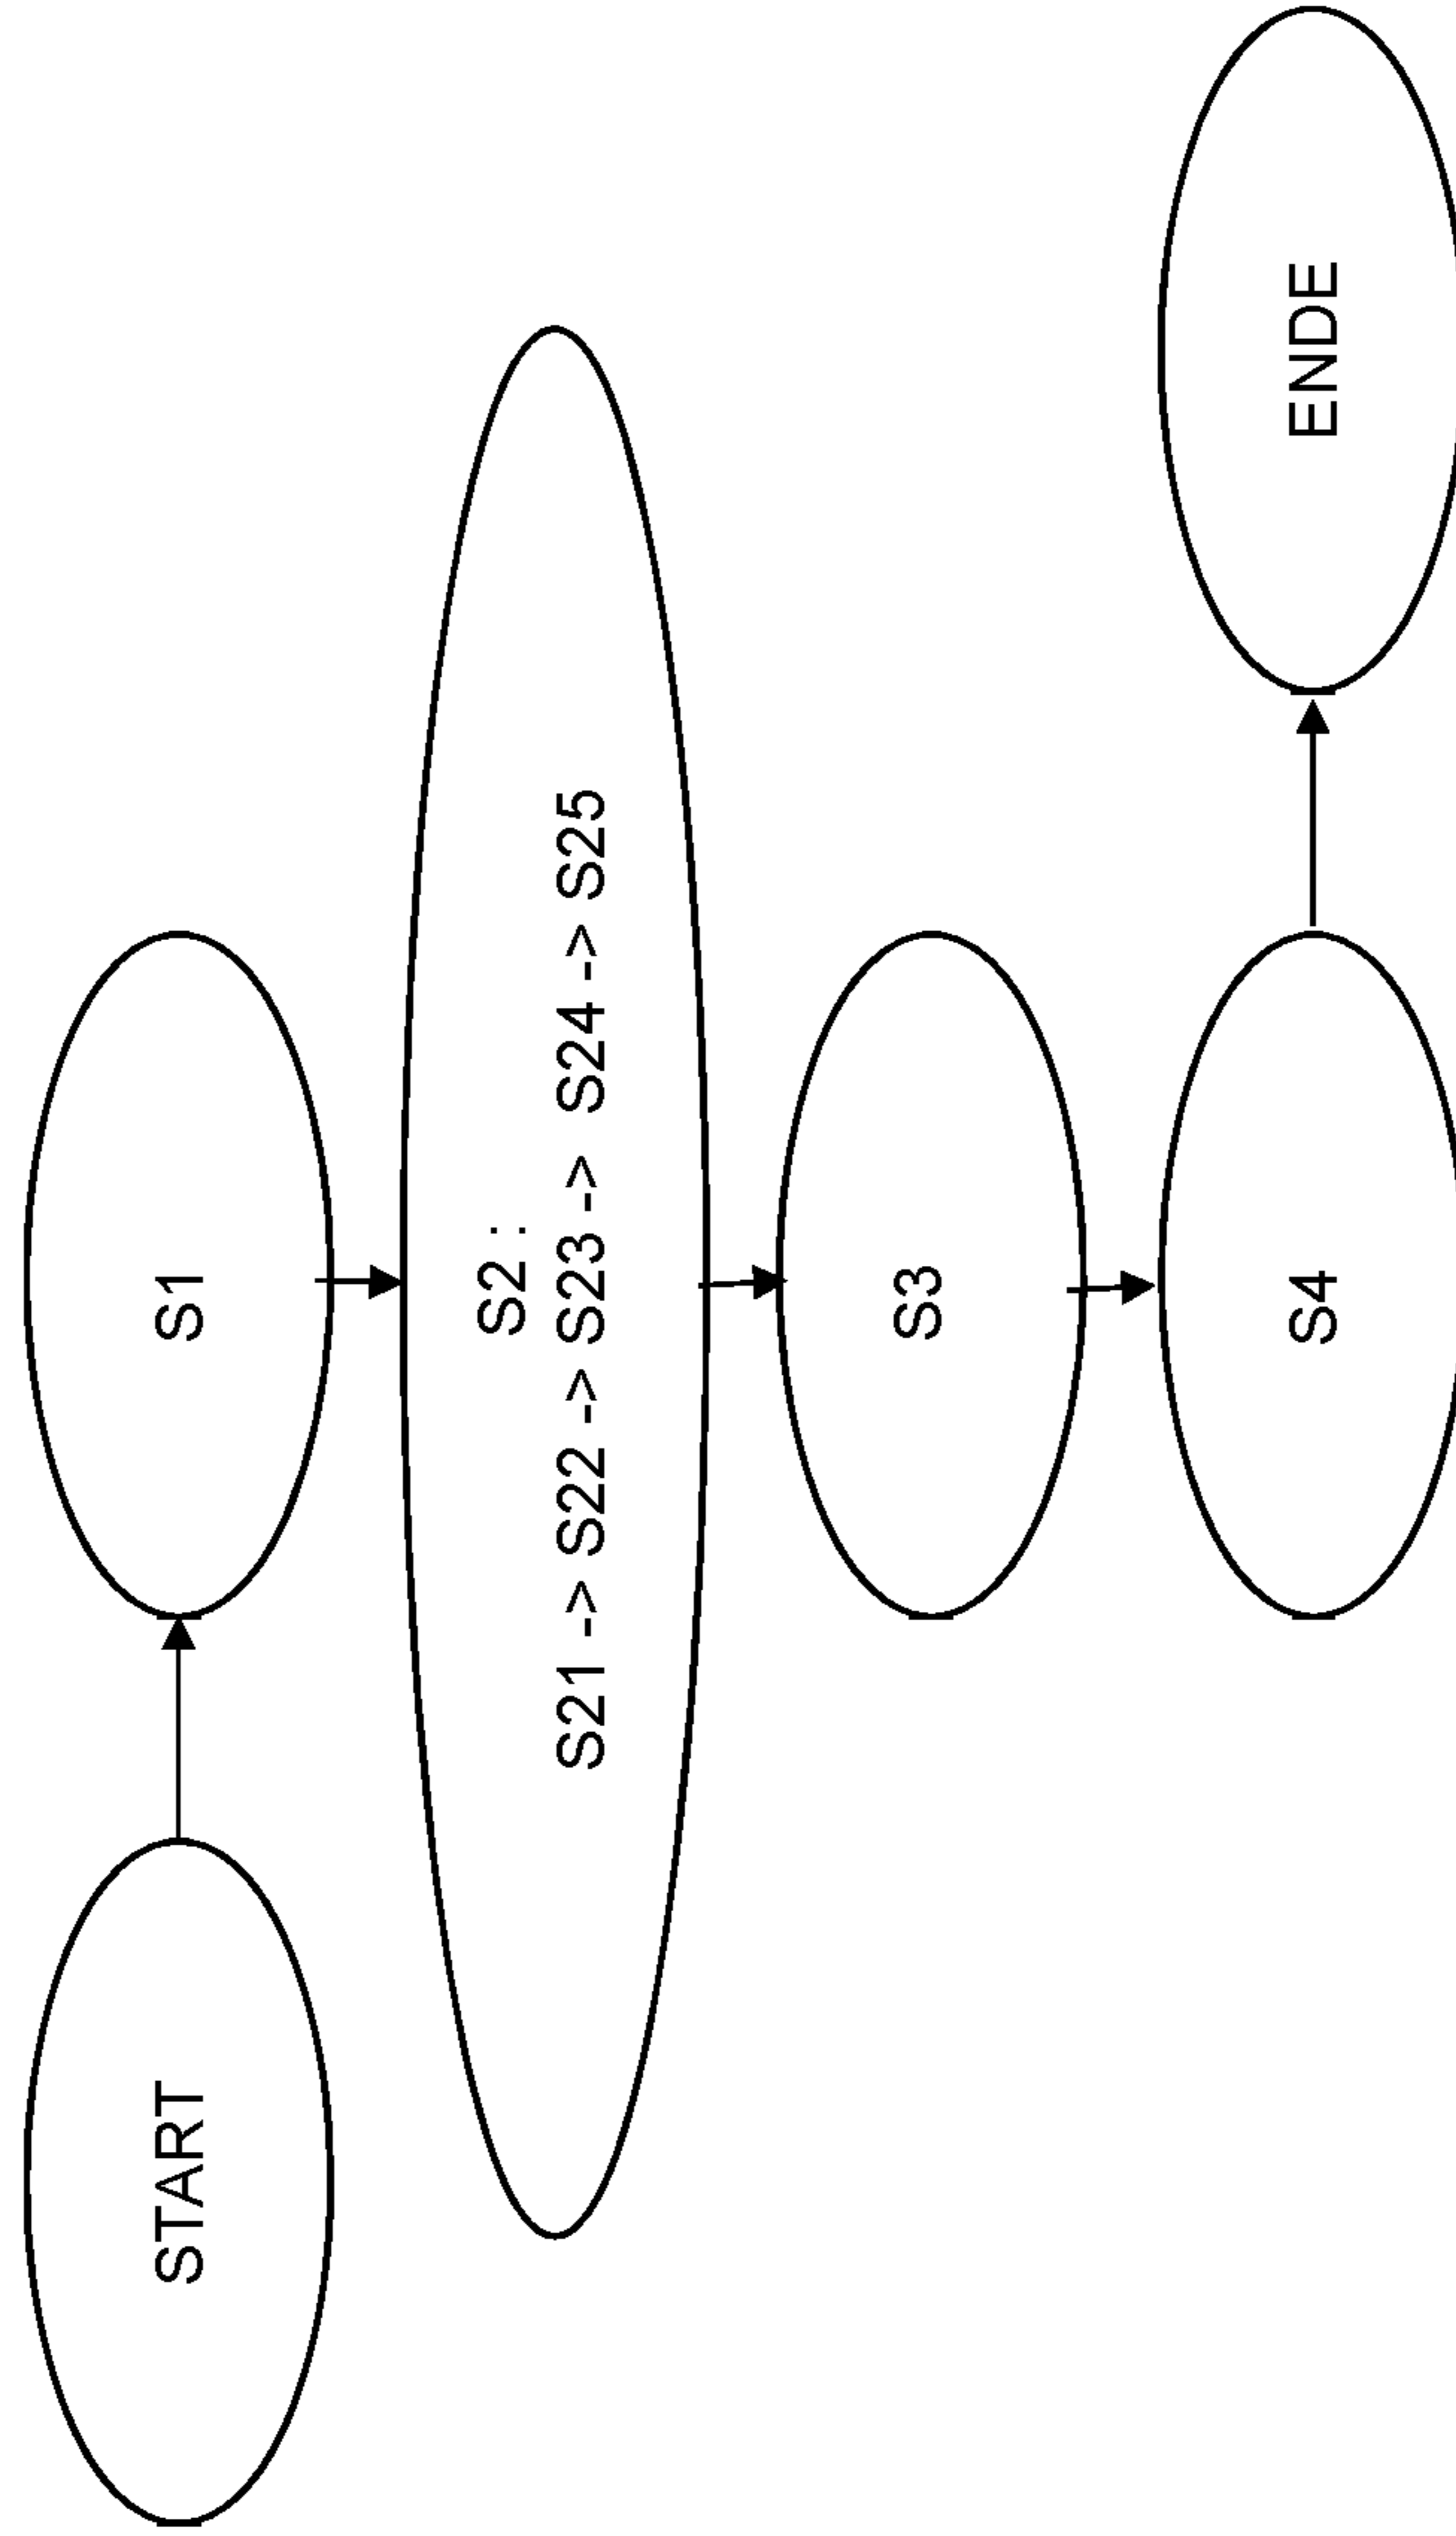 START
S1
S2 :
S21 -> S22 -> S23 -> S24 -> S25
S3
S4
ENDE